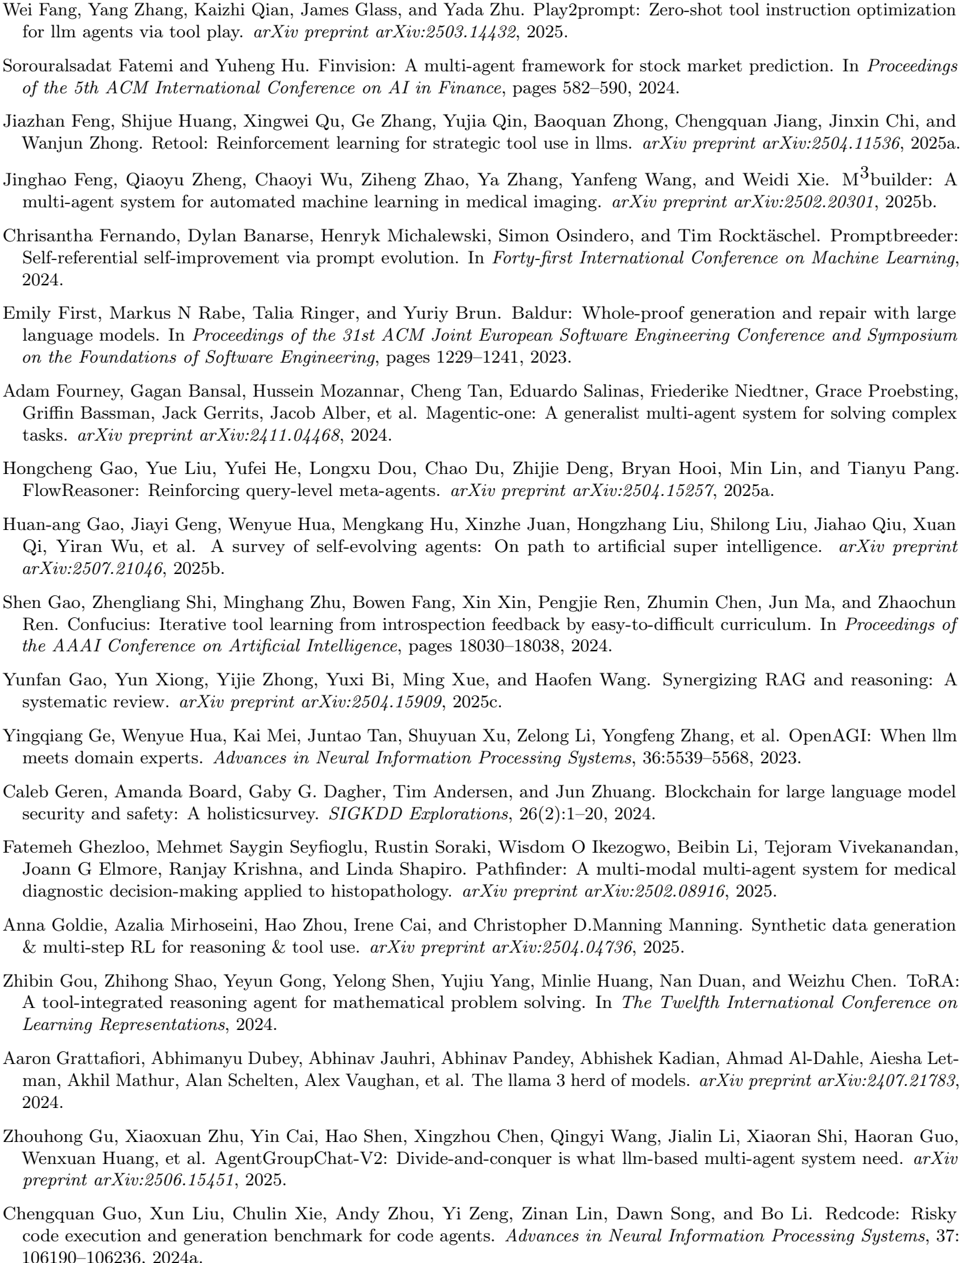 Wei Fang, Yang Zhang, Kaizhi Qian, James Glass, and Yada Zhu. Play2prompt: Zero-shot tool instruction optimization
for llm agents via tool play. arXiv preprint arXiv:2503.14432, 2025.
Sorouralsadat Fatemi and Yuheng Hu. Finvision: A multi-agent framework for stock market prediction. In Proceedings
of the 5th ACM International Conference on AI in Finance, pages 582–590, 2024.
Jiazhan Feng, Shijue Huang, Xingwei Qu, Ge Zhang, Yujia Qin, Baoquan Zhong, Chengquan Jiang, Jinxin Chi, and
Wanjun Zhong. Retool: Reinforcement learning for strategic tool use in llms. arXiv preprint arXiv:2504.11536, 2025a.
Jinghao Feng, Qiaoyu Zheng, Chaoyi Wu, Ziheng Zhao, Ya Zhang, Yanfeng Wang, and Weidi Xie. M³builder: A
multi-agent system for automated machine learning in medical imaging. arXiv preprint arXiv:2502.20301, 2025b.
Chrisantha Fernando, Dylan Banarse, Henryk Michalewski, Simon Osindero, and Tim Rocktäschel. Promptbreeder:
Self-referential self-improvement via prompt evolution. In Forty-first International Conference on Machine Learning,
2024.
Emily First, Markus N Rabe, Talia Ringer, and Yuriy Brun. Baldur: Whole-proof generation and repair with large
language models. In Proceedings of the 31st ACM Joint European Software Engineering Conference and Symposium
on the Foundations of Software Engineering, pages 1229–1241, 2023.
Adam Fourney, Gagan Bansal, Hussein Mozannar, Cheng Tan, Eduardo Salinas, Friederike Niedtner, Grace Proebsting,
Griffin Bassman, Jack Gerrits, Jacob Alber, et al. Magentic-one: A generalist multi-agent system for solving complex
tasks. arXiv preprint arXiv:2411.04468, 2024.
Hongcheng Gao, Yue Liu, Yufei He, Longxu Dou, Chao Du, Zhijie Deng, Bryan Hooi, Min Lin, and Tianyu Pang.
FlowReasoner: Reinforcing query-level meta-agents. arXiv preprint arXiv:2504.15257, 2025a.
Huan-ang Gao, Jiayi Geng, Wenyue Hua, Mengkang Hu, Xinzhe Juan, Hongzhang Liu, Shilong Liu, Jiahao Qiu, Xuan
Qi, Yiran Wu, et al. A survey of self-evolving agents: On path to artificial super intelligence. arXiv preprint
arXiv:2507.21046, 2025b.
Shen Gao, Zhengliang Shi, Minghang Zhu, Bowen Fang, Xin Xin, Pengjie Ren, Zhumin Chen, Jun Ma, and Zhaochun
Ren. Confucius: Iterative tool learning from introspection feedback by easy-to-difficult curriculum. In Proceedings of
the AAAI Conference on Artificial Intelligence, pages 18030–18038, 2024.
Yunfan Gao, Yun Xiong, Yijie Zhong, Yuxi Bi, Ming Xue, and Haofen Wang. Synergizing RAG and reasoning: A
systematic review. arXiv preprint arXiv:2504.15909, 2025c.
Yingqiang Ge, Wenyue Hua, Kai Mei, Juntao Tan, Shuyuan Xu, Zelong Li, Yongfeng Zhang, et al. OpenAGI: When llm
meets domain experts. Advances in Neural Information Processing Systems, 36:5539–5568, 2023.
Caleb Geren, Amanda Board, Gaby G. Dagher, Tim Andersen, and Jun Zhuang. Blockchain for large language model
security and safety: A holisticsurvey. SIGKDD Explorations, 26(2):1–20, 2024.
Fatemeh Ghezloo, Mehmet Saygin Seyfioglu, Rustin Soraki, Wisdom O Ikezogwo, Beibin Li, Tejoram Vivekanandan,
Joann G Elmore, Ranjay Krishna, and Linda Shapiro. Pathfinder: A multi-modal multi-agent system for medical
diagnostic decision-making applied to histopathology. arXiv preprint arXiv:2502.08916, 2025.
Anna Goldie, Azalia Mirhoseini, Hao Zhou, Irene Cai, and Christopher D.Manning Manning. Synthetic data generation
& multi-step RL for reasoning & tool use. arXiv preprint arXiv:2504.04736, 2025.
Zhibin Gou, Zhihong Shao, Yeyun Gong, Yelong Shen, Yujiu Yang, Minlie Huang, Nan Duan, and Weizhu Chen. ToRA:
A tool-integrated reasoning agent for mathematical problem solving. In The Twelfth International Conference on
Learning Representations, 2024.
Aaron Grattafiori, Abhimanyu Dubey, Abhinav Jauhri, Abhinav Pandey, Abhishek Kadian, Ahmad Al-Dahle, Aiesha Let-
man, Akhil Mathur, Alan Schelten, Alex Vaughan, et al. The llama 3 herd of models. arXiv preprint arXiv:2407.21783,
2024.
Zhouhong Gu, Xiaoxuan Zhu, Yin Cai, Hao Shen, Xingzhou Chen, Qingyi Wang, Jialin Li, Xiaoran Shi, Haoran Guo,
Wenxuan Huang, et al. AgentGroupChat-V2: Divide-and-conquer is what llm-based multi-agent system need. arXiv
preprint arXiv:2506.15451, 2025.
Chengquan Guo, Xun Liu, Chulin Xie, Andy Zhou, Yi Zeng, Zinan Lin, Dawn Song, and Bo Li. Redcode: Risky
code execution and generation benchmark for code agents. Advances in Neural Information Processing Systems, 37:
106190–106236, 2024a.